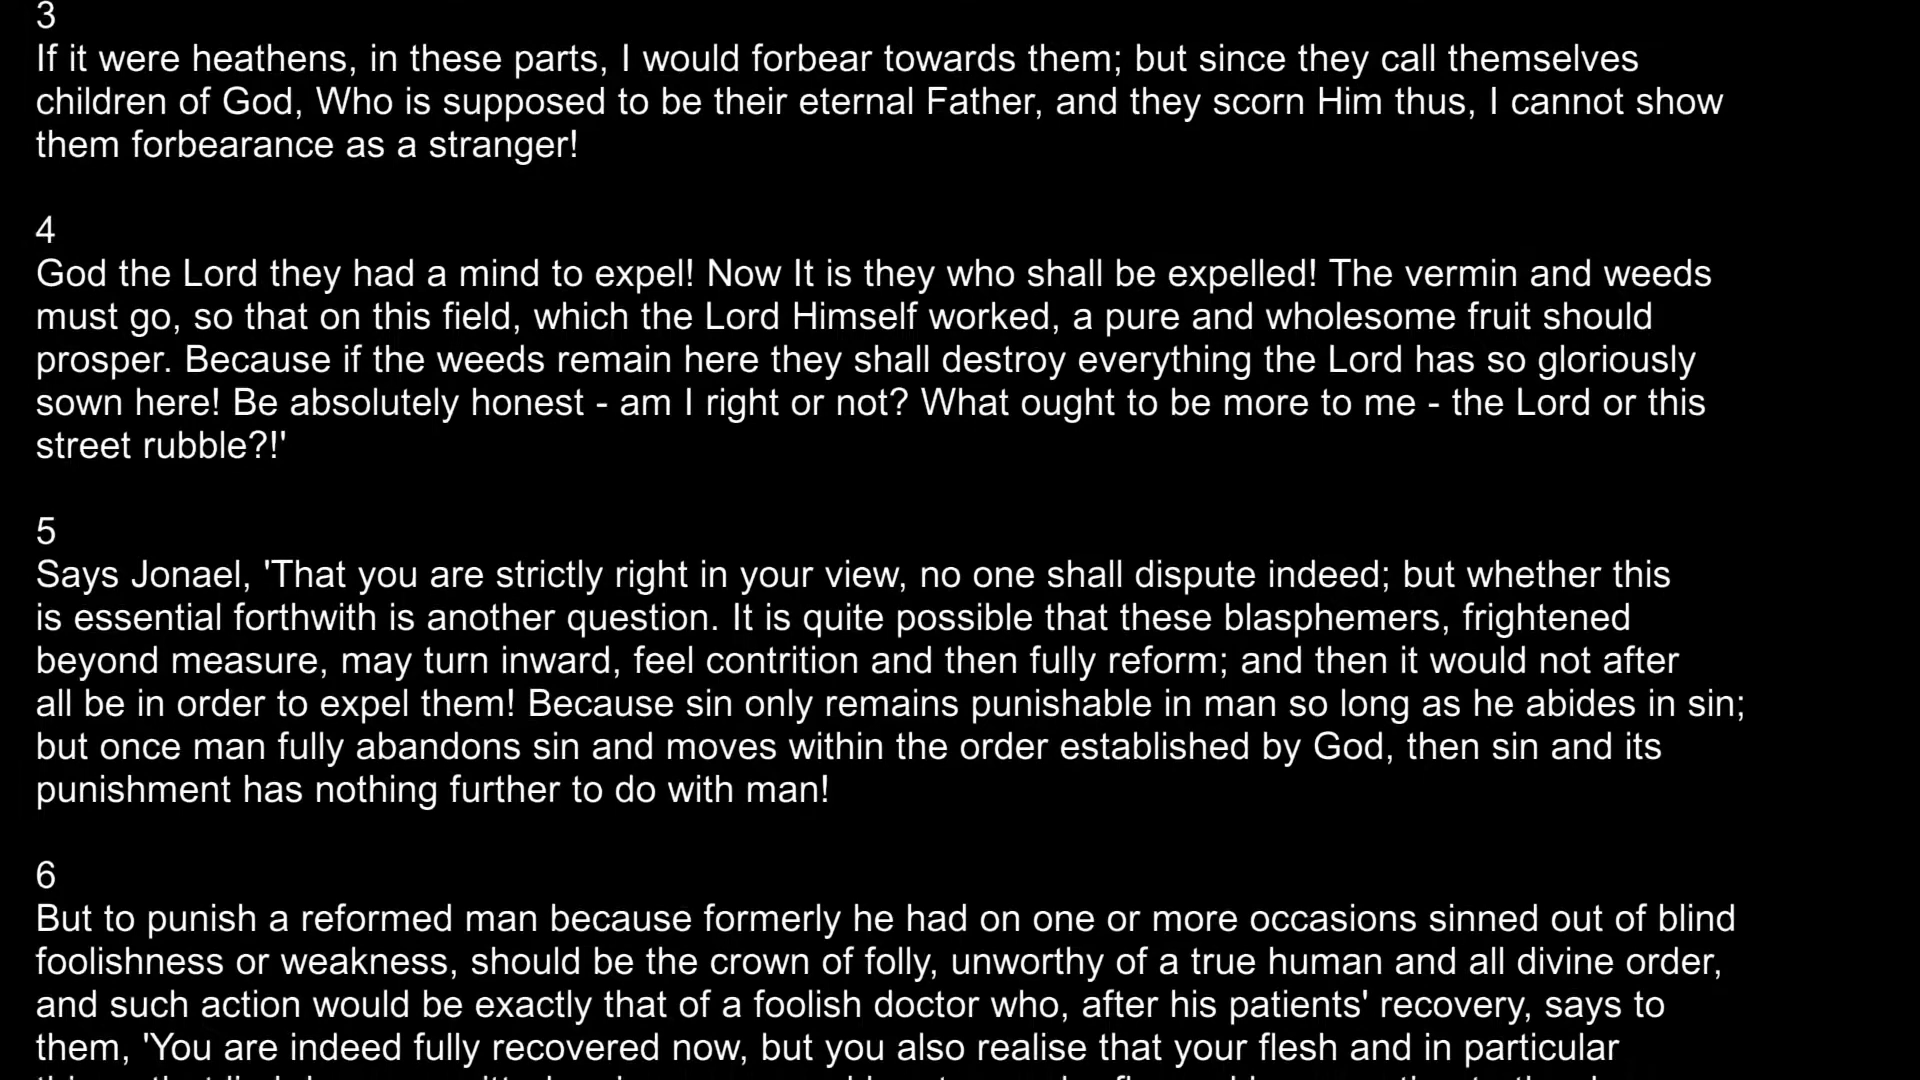 3
If it were heathens, in these parts, I would forbear towards them; but since they call themselves
children of God, Who is supposed to be their eternal Father, and they scorn Him thus, I cannot show
them forbearance as a stranger!
4
God the Lord they had a mind to expel! Now It is they who shall be expelled! The vermin and weeds
must go, so that on this field, which the Lord Himself worked, a pure and wholesome fruit should
prosper. Because if the weeds remain here they shall destroy everything the Lord has so gloriously
sown here! Be absolutely honest - am I right or not? What ought to be more to me - the Lord or this
street rubble?!'
5
Says Jonael, 'That you are strictly right in your view, no one shall dispute indeed; but whether this
is essential forthwith is another question. It is quite possible that these blasphemers, frightened
beyond measure, may turn inward, feel contrition and then fully reform; and then it would not after
all be in order to expel them! Because sin only remains punishable in man so long as he abides in sin;
but once man fully abandons sin and moves within the order established by God, then sin and its
punishment has nothing further to do with man!
6
But to punish a reformed man because formerly he had on one or more occasions sinned out of blind
foolishness or weakness, should be the crown of folly, unworthy of a true human and all divine order,
and such action would be exactly that of a foolish doctor who, after his patients' recovery, says to
them, 'You are indeed fully recovered now, but you also realise that your flesh and in particular